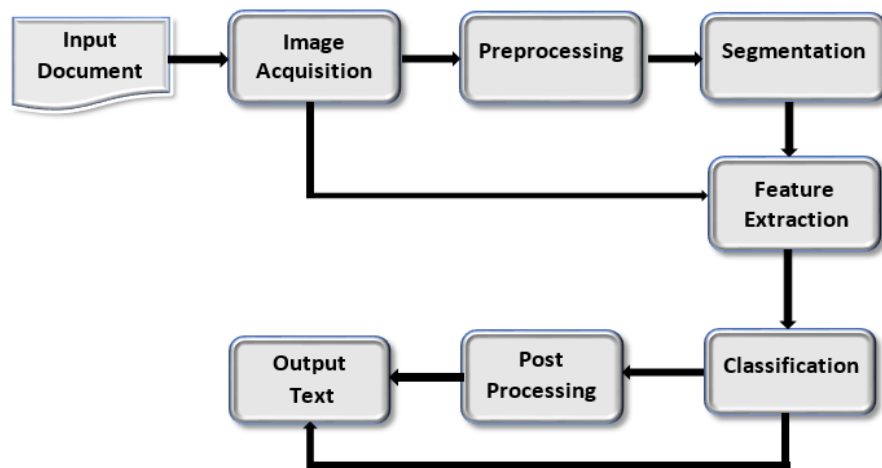 Input
Document
Image
Acquisition
Preprocessing
Segmentation
Feature
Extraction
Classification
Post
Processing
Output
Text